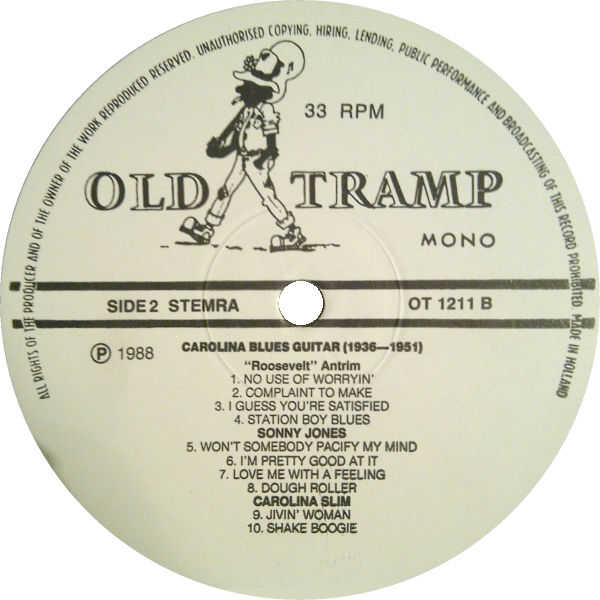 ALL RIGHTS OF THE PRODUCER AND OF THE OWNER OF THE WORK REPRODUCED RESERVED. UNAUTHORISED COPYING, HIRING, LENDING, PUBLIC PERFORMANCE AND BROADCASTING OF THIS RECORD PROHIBITED MADE IN HOLLAND
33 RPM
OLD TRAMP
MONO
SIDE 2 STEMRA
OT 1211 B
Ⓟ 1988
CAROLINA BLUES GUITAR (1936—1951)
"Roosevelt" Antrim
1. NO USE OF WORRYIN'
2. COMPLAINT TO MAKE
3. I GUESS YOU'RE SATISFIED
4. STATION BOY BLUES
SONNY JONES
5. WON'T SOMEBODY PACIFY MY MIND
6. I'M PRETTY GOOD AT IT
7. LOVE ME WITH A FEELING
8. DOUGH ROLLER
CAROLINA SLIM
9. JIVIN' WOMAN
10. SHAKE BOOGIE